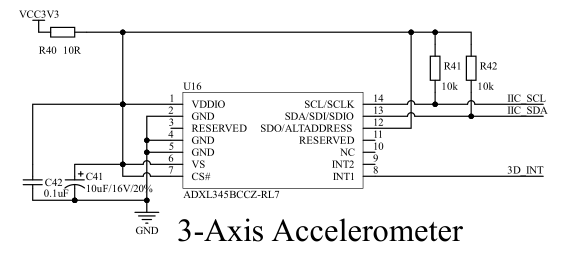 VCC3V3
R40 10R
R41 R42
10k 10k
U16
1 VDDIO SCL/SCLK 14 IIC_SCL
2 GND SDA/SDI/SDIO 13 IIC_SDA
3 RESERVED SDO/ALTADDRESS 12
4 GND RESERVED 11
5 GND NC 10
6 VS INT2 9
7 CS# INT1 8 3D_INT
ADXL345BCCZ-RL7
C42 0.1uF
+ C41 10uF/16V/20%
GND
3-Axis Accelerometer